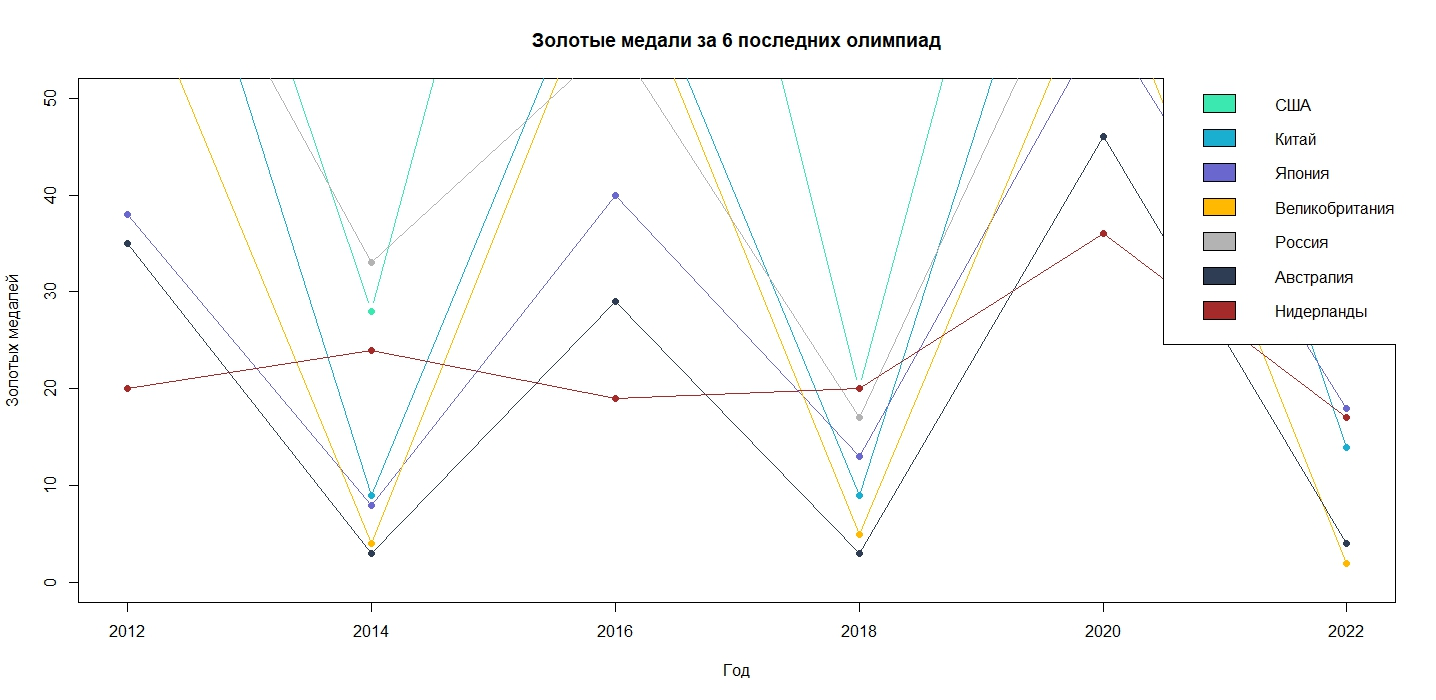 Золотые медали за 6 последних олимпиад
Золотых медалей
50
40
30
20
10
0
2012
2014
2016
2018
2020
2022
Год
США
Китай
Япония
Великобритания
Россия
Австралия
Нидерланды